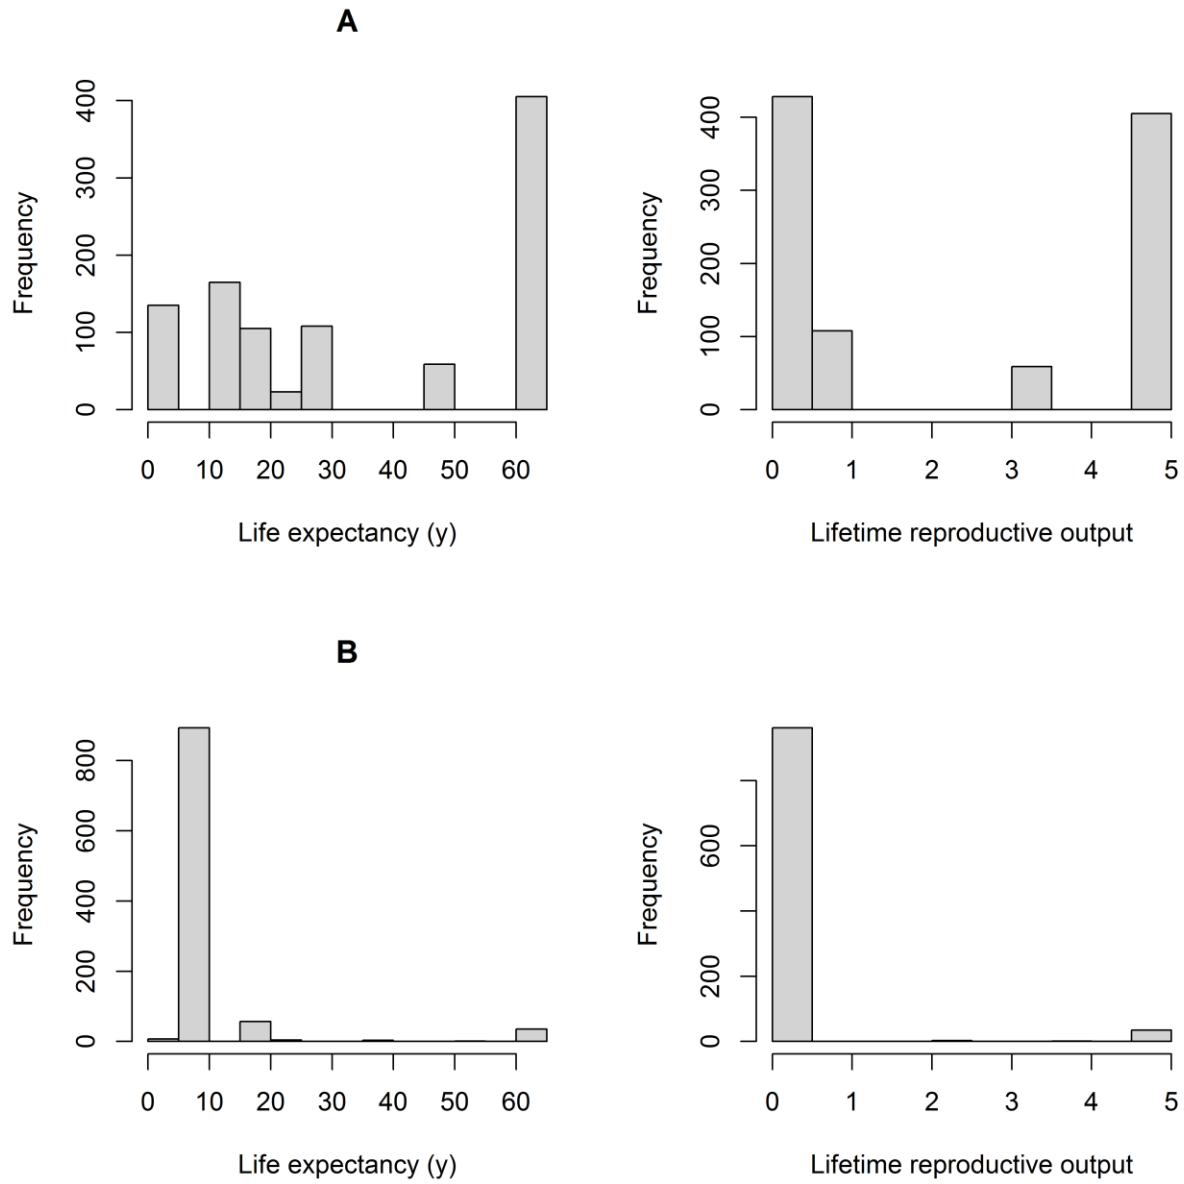 A
Frequency
0 100 200 300 400
0 10 20 30 40 50 60
Life expectancy (y)
Frequency
0 100 200 300 400
0 1 2 3 4 5
Lifetime reproductive output
B
Frequency
0 200 400 600 800
0 10 20 30 40 50 60
Life expectancy (y)
Frequency
0 200 600
0 1 2 3 4 5
Lifetime reproductive output